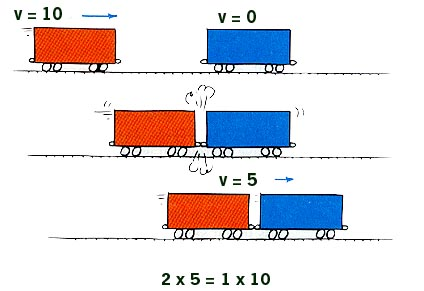 v = 10 v = 0
v = 5
2 x 5 = 1 x 10